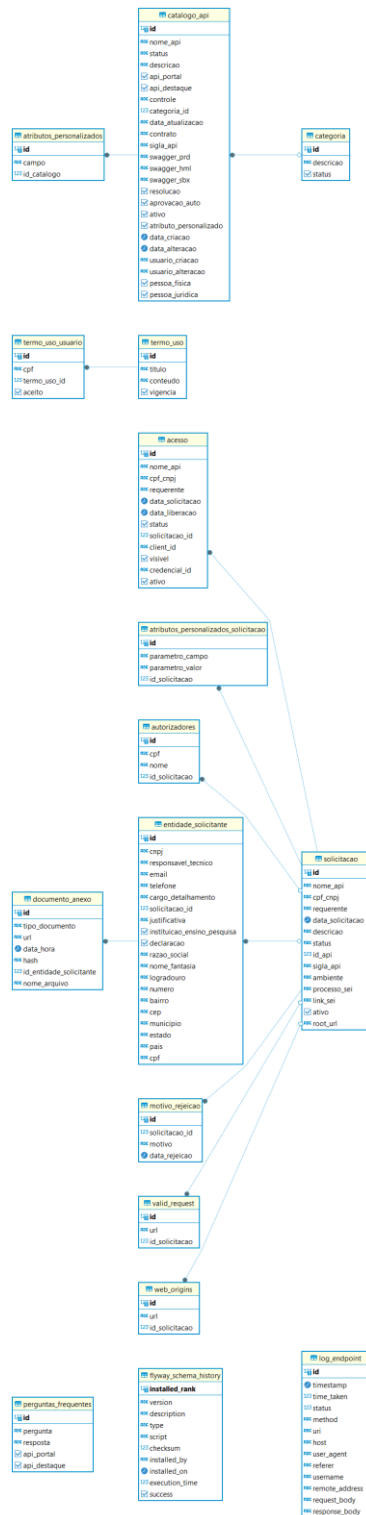 catalogo_api
id
nome_api
status
descricao
api_portal
api_destaque
controle
categoria_id
data_atualizacao
contrato
sigla_api
swagger_prd
swagger_hml
swagger_sbx
resolucao
aprovacao_auto
ativo
atributo_personalizado
data_criacao
data_alteracao
usuario_criacao
usuario_alteracao
pessoa_fisica
pessoa_juridica
atributos_personalizados
id
campo
id_catalogo
categoria
id
descricao
status
termo_uso_usuario
id
cpf
termo_uso_id
aceito
termo_uso
id
titulo
conteudo
vigencia
acesso
id
nome_api
cpf_cnpj
requerente
data_solicitacao
data_liberacao
status
solicitacao_id
client_id
visivel
credencial_id
ativo
atributos_personalizados_solicitacao
id
parametro_campo
parametro_valor
id_solicitacao
autorizadores
id
cpf
nome
id_solicitacao
entidade_solicitante
id
cnpj
responsavel_tecnico
email
telefone
cargo_detalhamento
solicitacao_id
justificativa
instituicao_ensino_pesquisa
declaracao
razao_social
nome_fantasia
logradouro
numero
bairro
cep
municipio
estado
pais
cpf
solicitacao
id
nome_api
cpf_cnpj
requerente
data_solicitacao
descricao
status
id_api
sigla_api
ambiente
processo_sei
link_sei
ativo
root_url
documento_anexo
id
tipo_documento
url
data_hora
hash
id_entidade_solicitante
nome_arquivo
motivo_rejeicao
id
solicitacao_id
motivo
data_rejeicao
valid_request
id
url
id_solicitacao
web_origins
id
url
id_solicitacao
perguntas_frequentes
id
pergunta
resposta
api_portal
api_destaque
flyway_schema_history
installed_rank
version
description
type
script
checksum
installed_by
installed_on
execution_time
success
log_endpoint
id
timestamp
time_taken
status
method
uri
host
user_agent
referer
username
remote_address
request_body
response_body